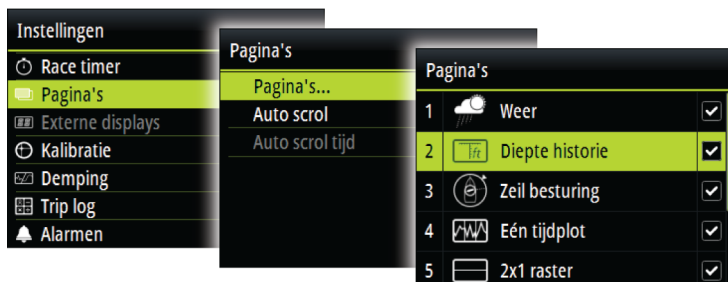 Instellingen
Race timer
Pagina's
Externe displays
Kalibratie
Demping
Trip log
Alarmen
Pagina's
Pagina's...
Auto scrol
Auto scrol tijd
Pagina's
1 Weer
2 ft Diepte historie
3 Zeil besturing
4 Eén tijdplot
5 2x1 raster